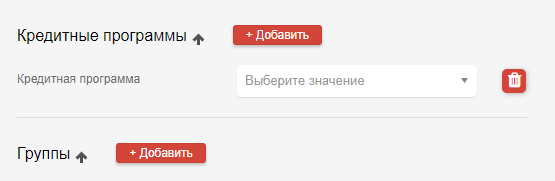 Кредитные программы + Добавить
Кредитная программа Выберите значение
Группы + Добавить